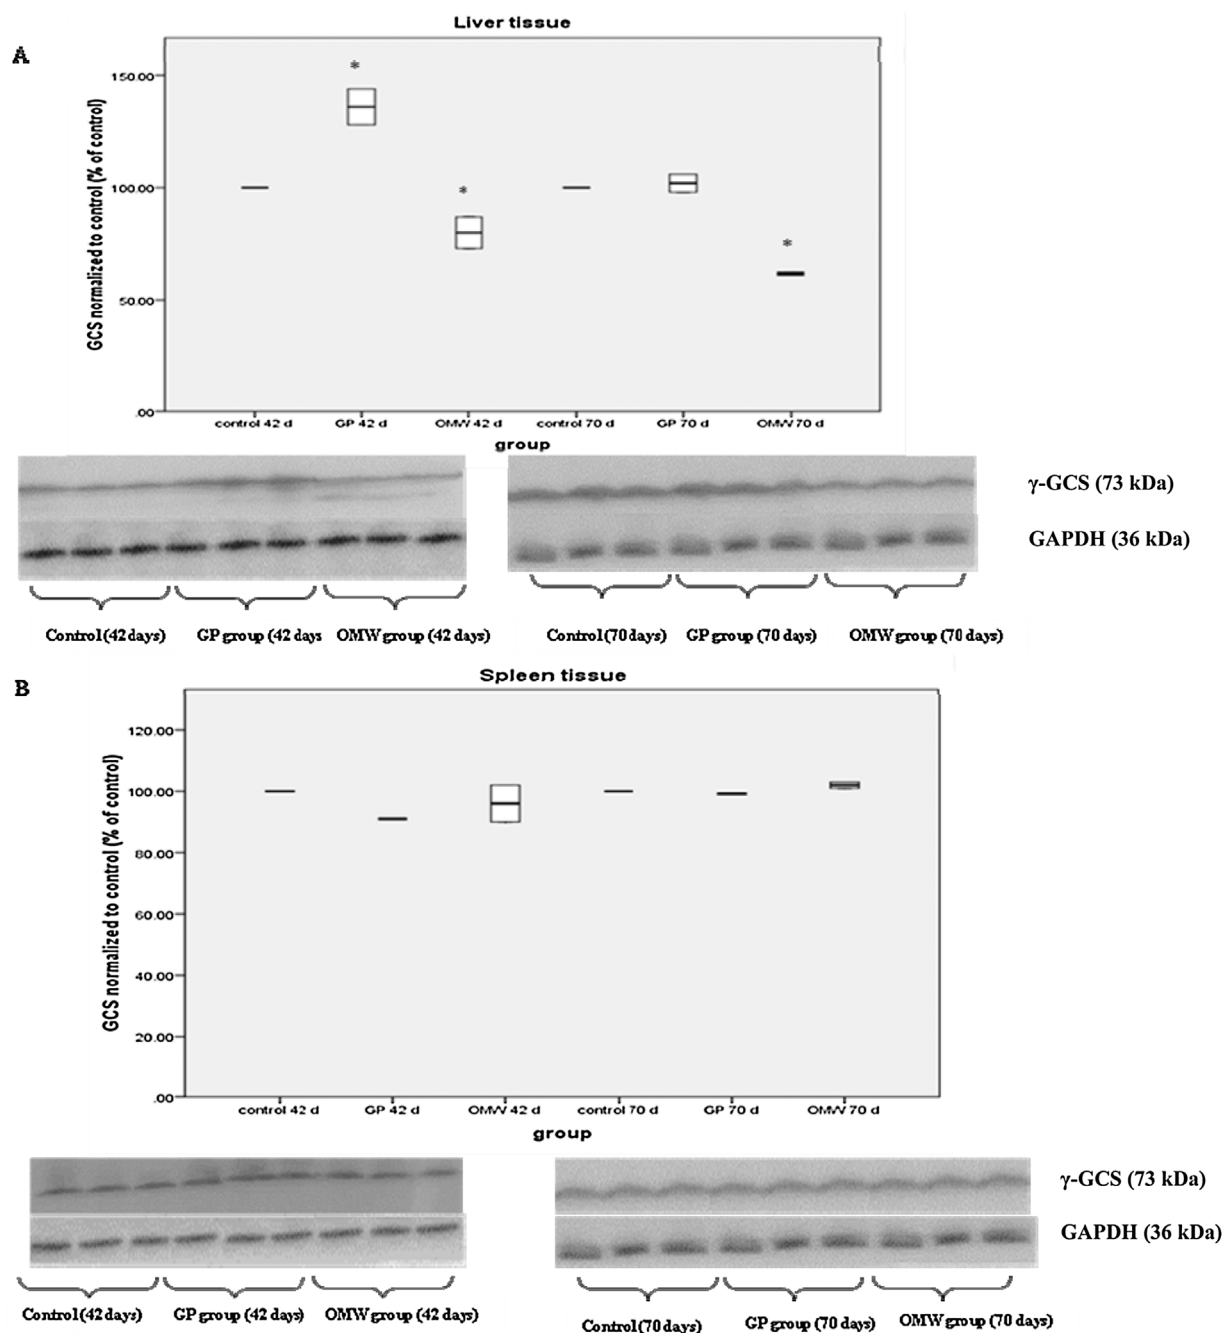 Liver tissue
A
GCS normalized to control (% of control)
150.00
100.00
50.00
.00
*
*
*
control 42 d GP 42 d OMW 42 d control 70 d GP 70 d OMW 70 d
group
γ-GCS (73 kDa)
GAPDH (36 kDa)
Control (42 days) GP group (42 days OMW group (42 days) Control (70 days) GP group (70 days) OMW group (70 days)
B
Spleen tissue
GCS normalized to control (% of control)
120.00
100.00
80.00
60.00
40.00
20.00
.00
control 42 d GP 42 d OMW 42 d control 70 d GP 70 d OMW 70 d
group
γ-GCS (73 kDa)
GAPDH (36 kDa)
Control (42 days) GP group (42 days) OMW group (42 days) Control (70 days) GP group (70 days) OMW group (70 days)